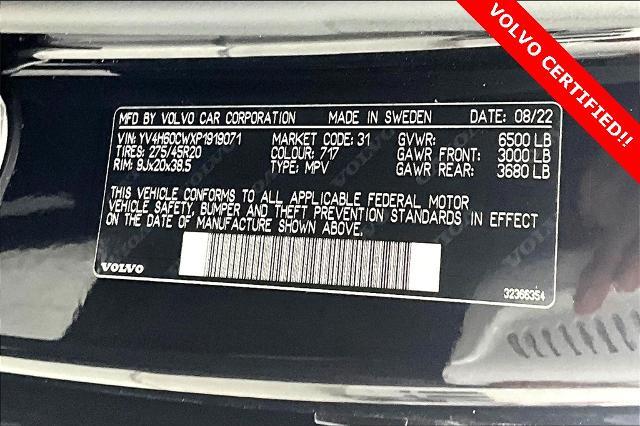 VOLVO CERTIFIED!!
MFD BY VOLVO CAR CORPORATION MADE IN SWEDEN DATE: 08/22
VIN: YV4H60CWXP1919071 MARKET CODE: 31 GVWR: 6500 LB
TIRES: 275/45R20 COLOUR: 717 GAWR FRONT: 3000 LB
RIM: 9Jx20x38.5 TYPE: MPV GAWR REAR: 3680 LB
THIS VEHICLE CONFORMS TO ALL APPLICABLE FEDERAL MOTOR
VEHICLE SAFETY, BUMPER AND THEFT PREVENTION STANDARDS IN EFFECT
ON THE DATE OF MANUFACTURE SHOWN ABOVE.
VOLVO
32366354